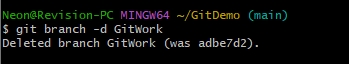 Neon@Revision-PC MINGW64 ~/GitDemo (main)
$ git branch -d GitWork
Deleted branch GitWork (was adbe7d2).